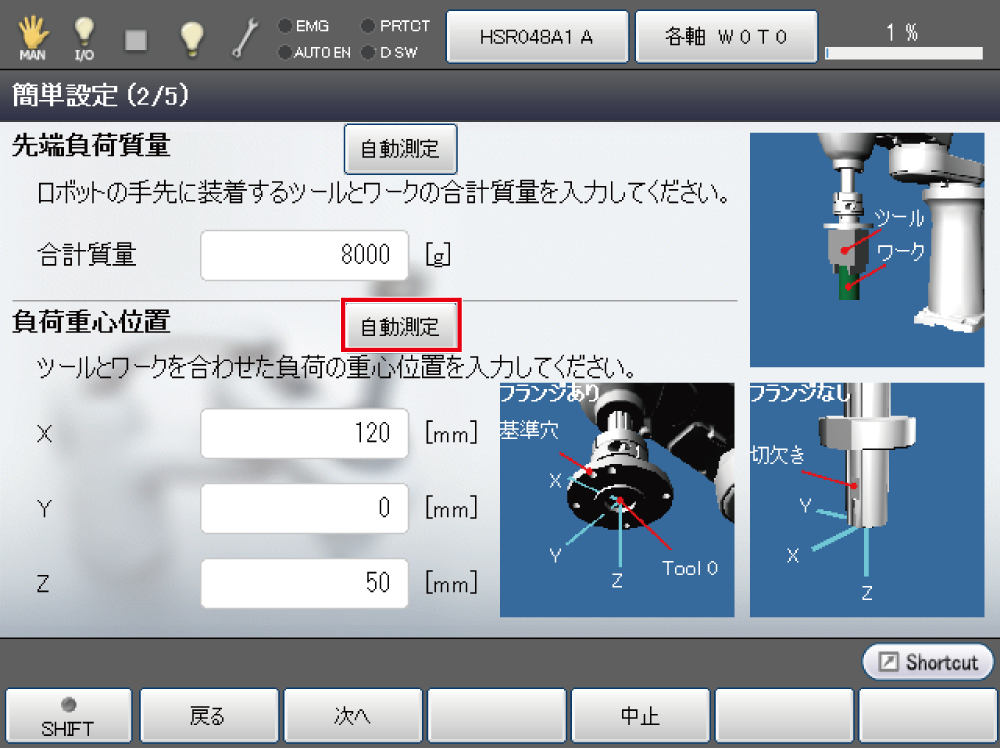 MAN
I/O
EMG
AUTO EN
PRTCT
D SW
HSR048A1 A
各軸 W 0 T 0
1 %
簡単設定 (2/5)
先端負荷質量
自動測定
ロボットの手先に装着するツールとワークの合計質量を入力してください。
合計質量
8000
[g]
ツール
ワーク
負荷重心位置
自動測定
ツールとワークを合わせた負荷の重心位置を入力してください。
X
120
[mm]
Y
0
[mm]
Z
50
[mm]
フランジあり
基準穴
X
Y
Z
Tool 0
フランジなし
切欠き
Y
X
Z
Shortcut
SHIFT
戻る
次へ
中止